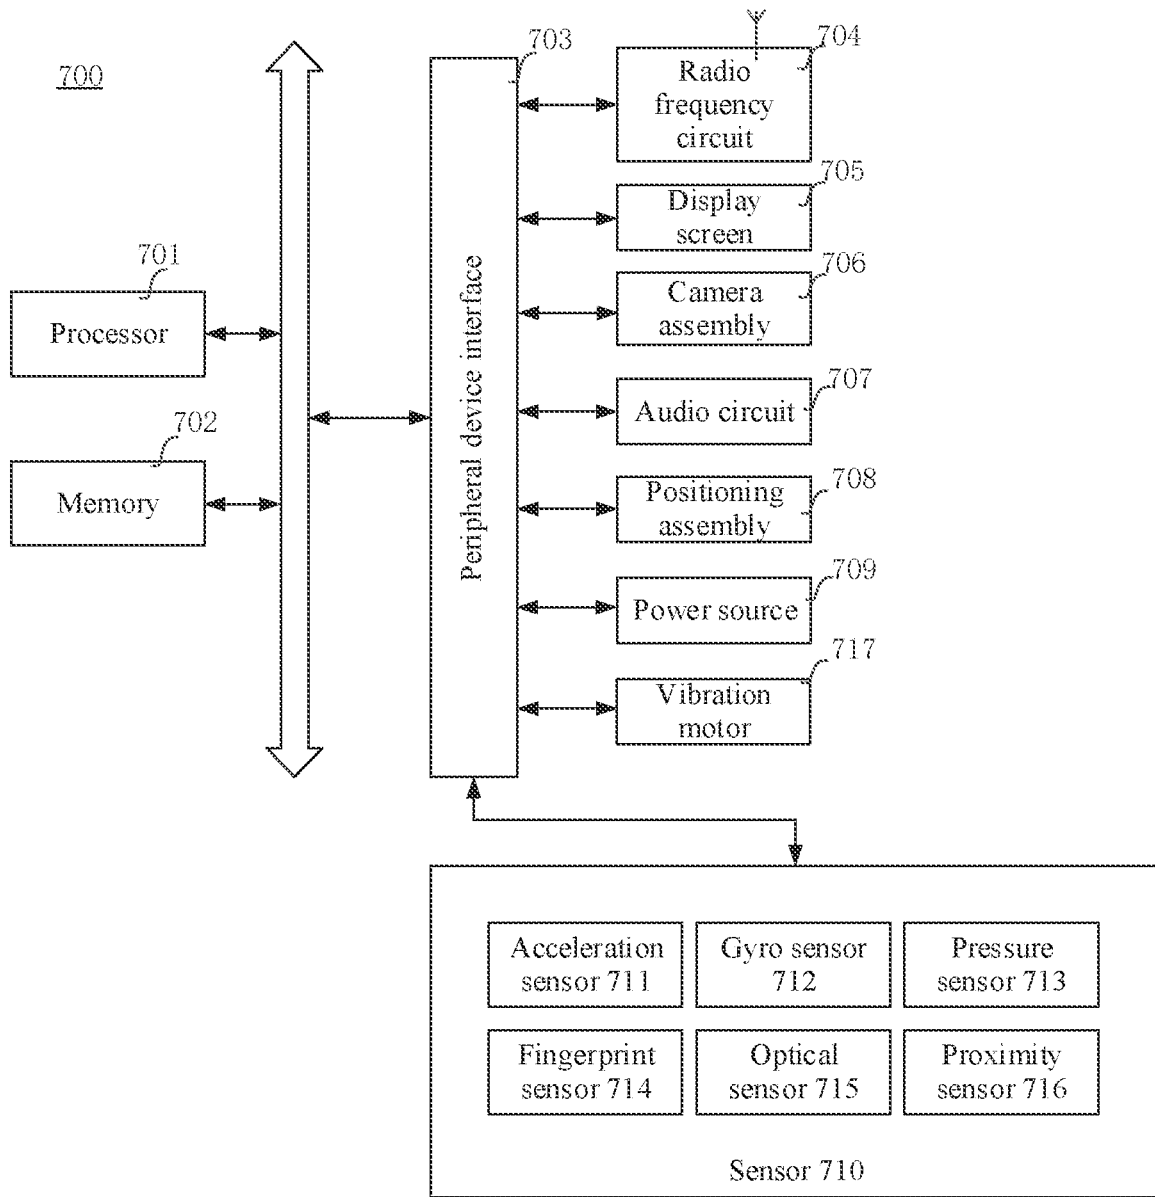 700
703
704
Radio
frequency
circuit
705
Display
screen
701
Processor
706
Camera
assembly
Peripheral device interface
707
Audio circuit
702
Memory
708
Positioning
assembly
709
Power source
717
Vibration
motor
Acceleration
sensor 711
Gyro sensor
712
Pressure
sensor 713
Fingerprint
sensor 714
Optical
sensor 715
Proximity
sensor 716
Sensor 710